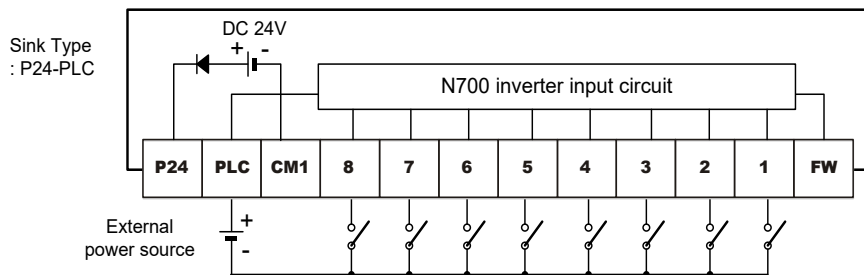 Sink Type
: P24-PLC
DC 24V
+ -
N700 inverter input circuit
P24 PLC CM1 8 7 6 5 4 3 2 1 FW
External
power source
+
-